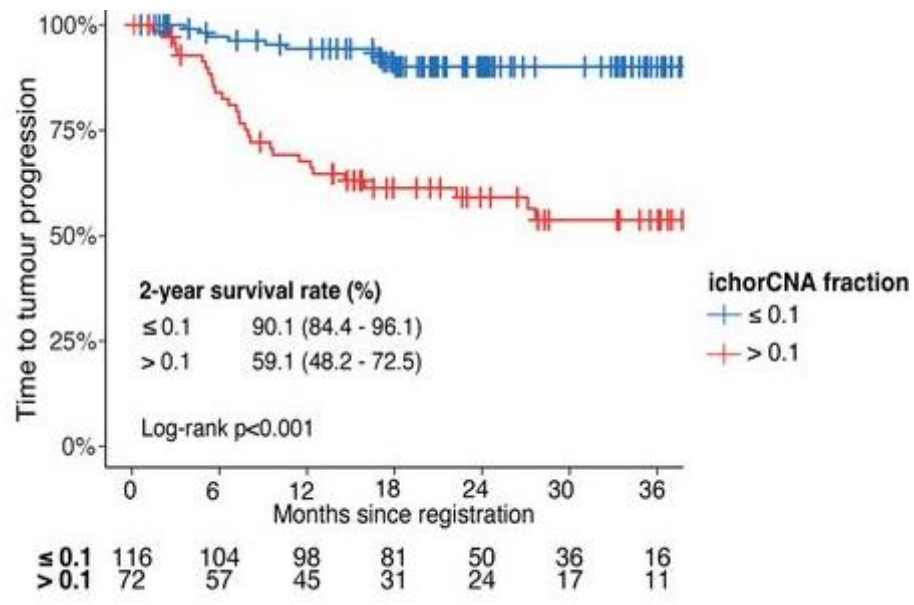 Time to tumour progression
100%
75%
50%
25%
0%
2-year survival rate (%)
≤ 0.1 90.1 (84.4 - 96.1)
> 0.1 59.1 (48.2 - 72.5)
Log-rank p<0.001
ichorCNA fraction
≤ 0.1
> 0.1
0 6 12 18 24 30 36
Months since registration
≤ 0.1 116 104 98 81 50 36 16
> 0.1 72 57 45 31 24 17 11